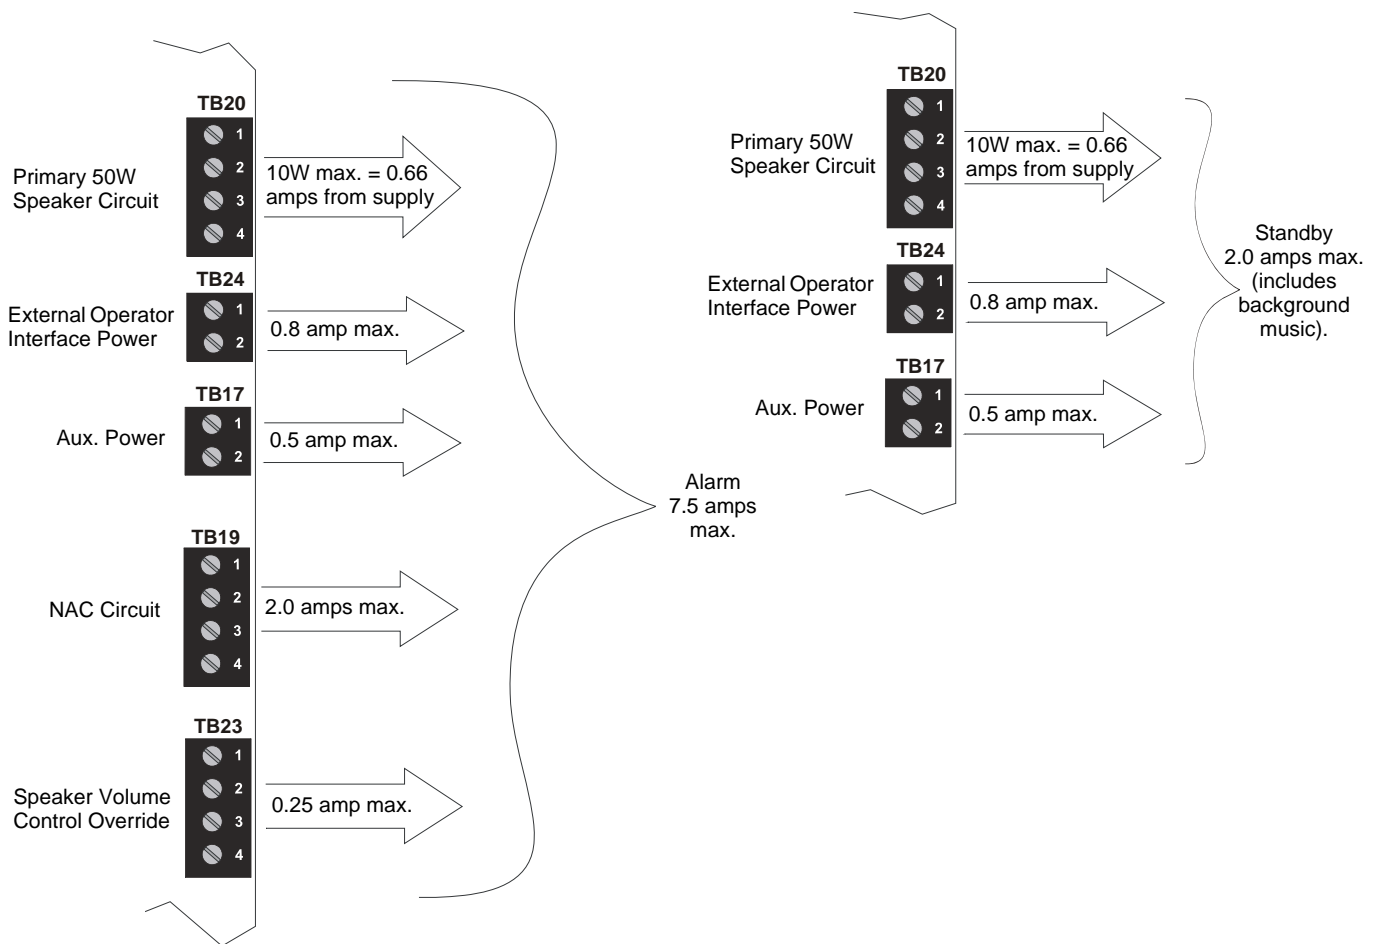 TB20
1
2
3
4
Primary 50W
Speaker Circuit
10W max. = 0.66
amps from supply
TB24
1
2
External Operator
Interface Power
0.8 amp max.
TB17
1
2
Aux. Power
0.5 amp max.
TB19
1
2
3
4
NAC Circuit
2.0 amps max.
TB23
1
2
3
4
Speaker Volume
Control Override
0.25 amp max.
Alarm
7.5 amps
max.
TB20
1
2
3
4
Primary 50W
Speaker Circuit
10W max. = 0.66
amps from supply
TB24
1
2
External Operator
Interface Power
0.8 amp max.
TB17
1
2
Aux. Power
0.5 amp max.
Standby
2.0 amps max.
(includes
background
music).